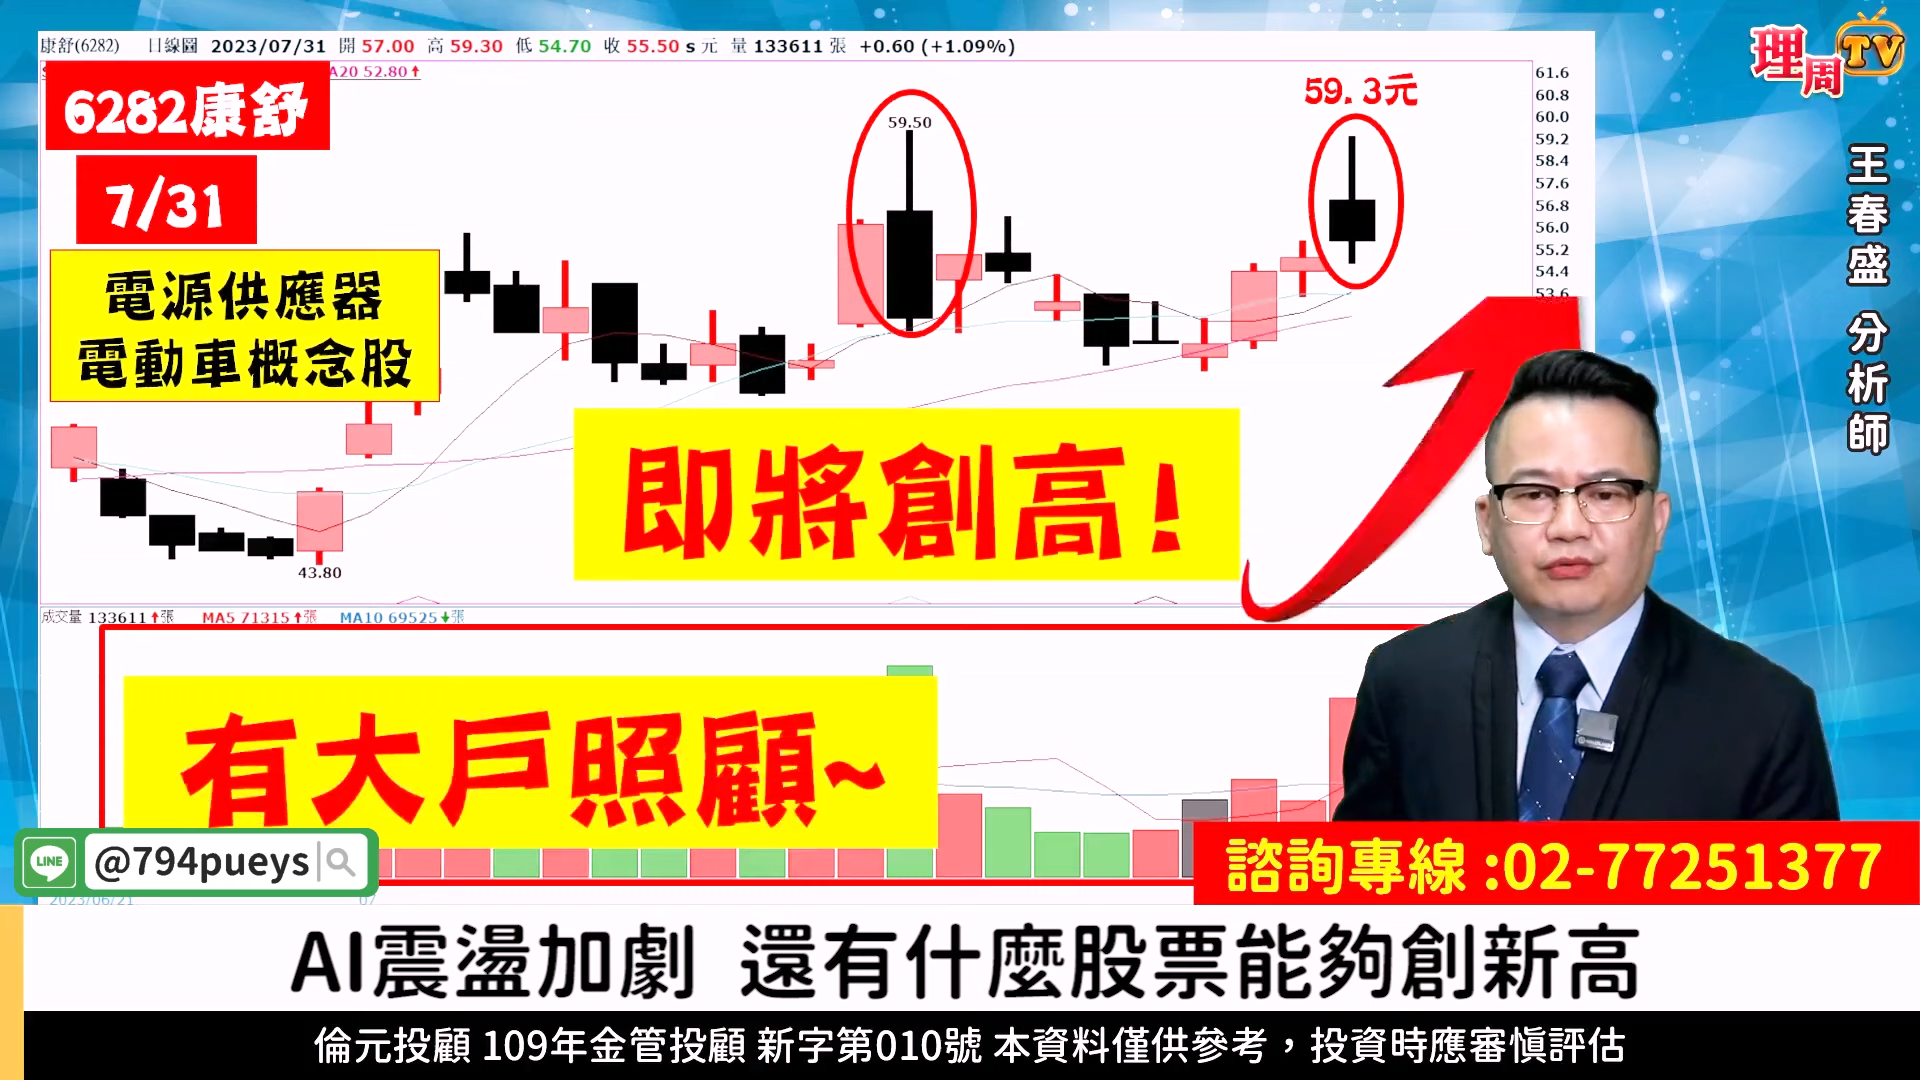 康舒(6282) 日線圖 2023/07/31 開 57.00 高 59.30 低 54.70 收 55.50 s 元 量 133611 張 +0.60 (+1.09%)
A20 52.80↑
6282康舒
7/31
電源供應器
電動車概念股
59.50
59.3元
43.80
61.6
60.8
60.0
59.2
58.4
57.6
56.8
56.0
55.2
54.4
53.6
即將創高!
成交量 133611↑張 MA5 71315↑張 MA10 69525↓張
有大戶照顧~
2023/06/21
07
理周TV
王春盛 分析師
LINE @794pueys
諮詢專線:02-77251377
AI震盪加劇 還有什麼股票能夠創新高
倫元投顧 109年金管投顧 新字第010號 本資料僅供參考，投資時應審慎評估